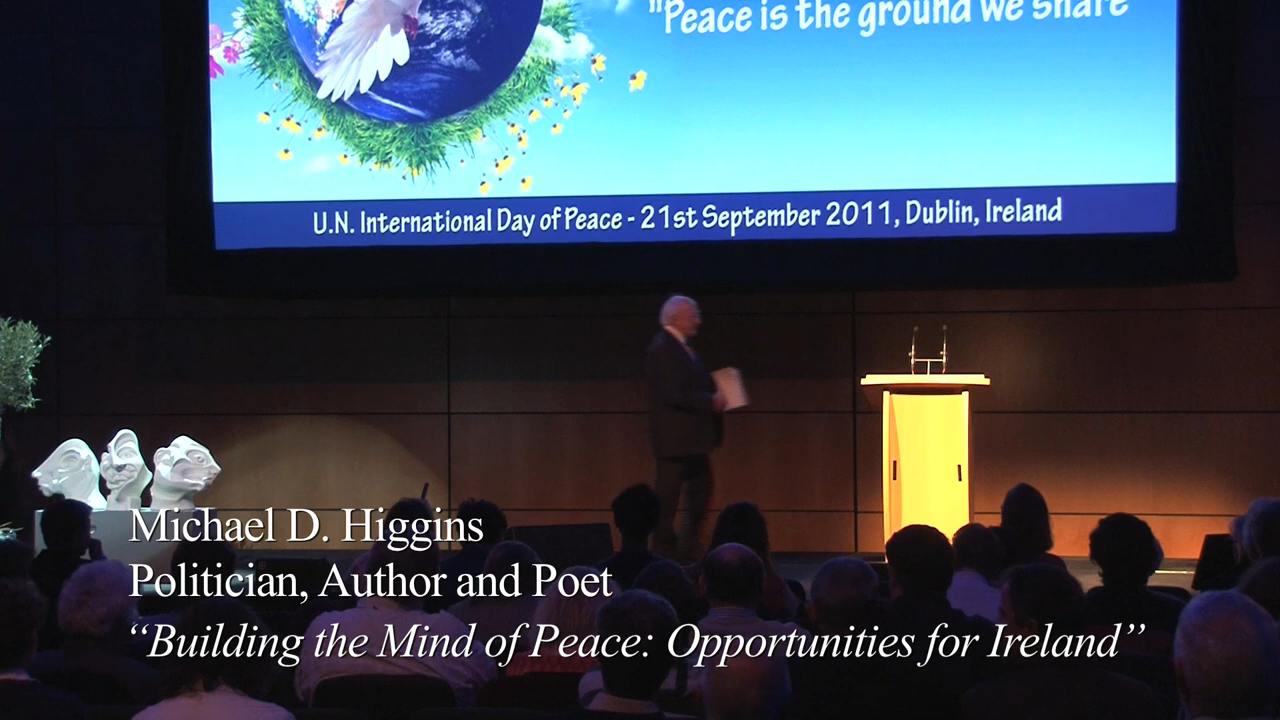 "Peace is the ground we share"
U.N. International Day of Peace - 21st September 2011, Dublin, Ireland
Michael D. Higgins
Politician, Author and Poet
“Building the Mind of Peace: Opportunities for Ireland”